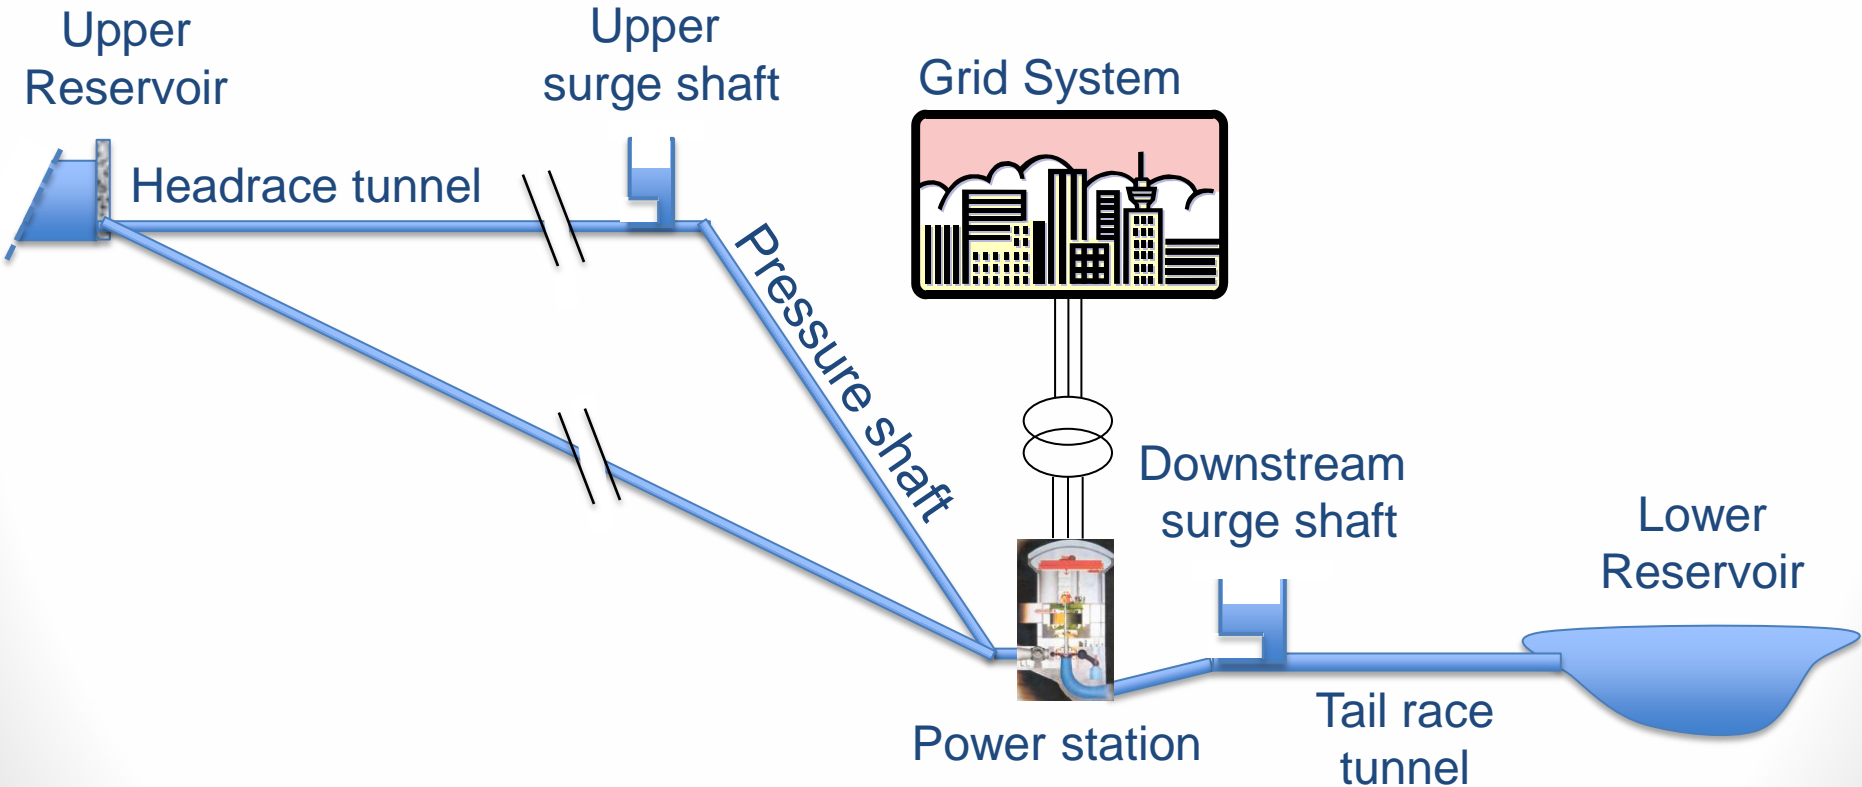 Upper
Reservoir
Upper
surge shaft
Grid System
Headrace tunnel
Pressure shaft
Downstream
surge shaft
Lower
Reservoir
Power station
Tail race
tunnel